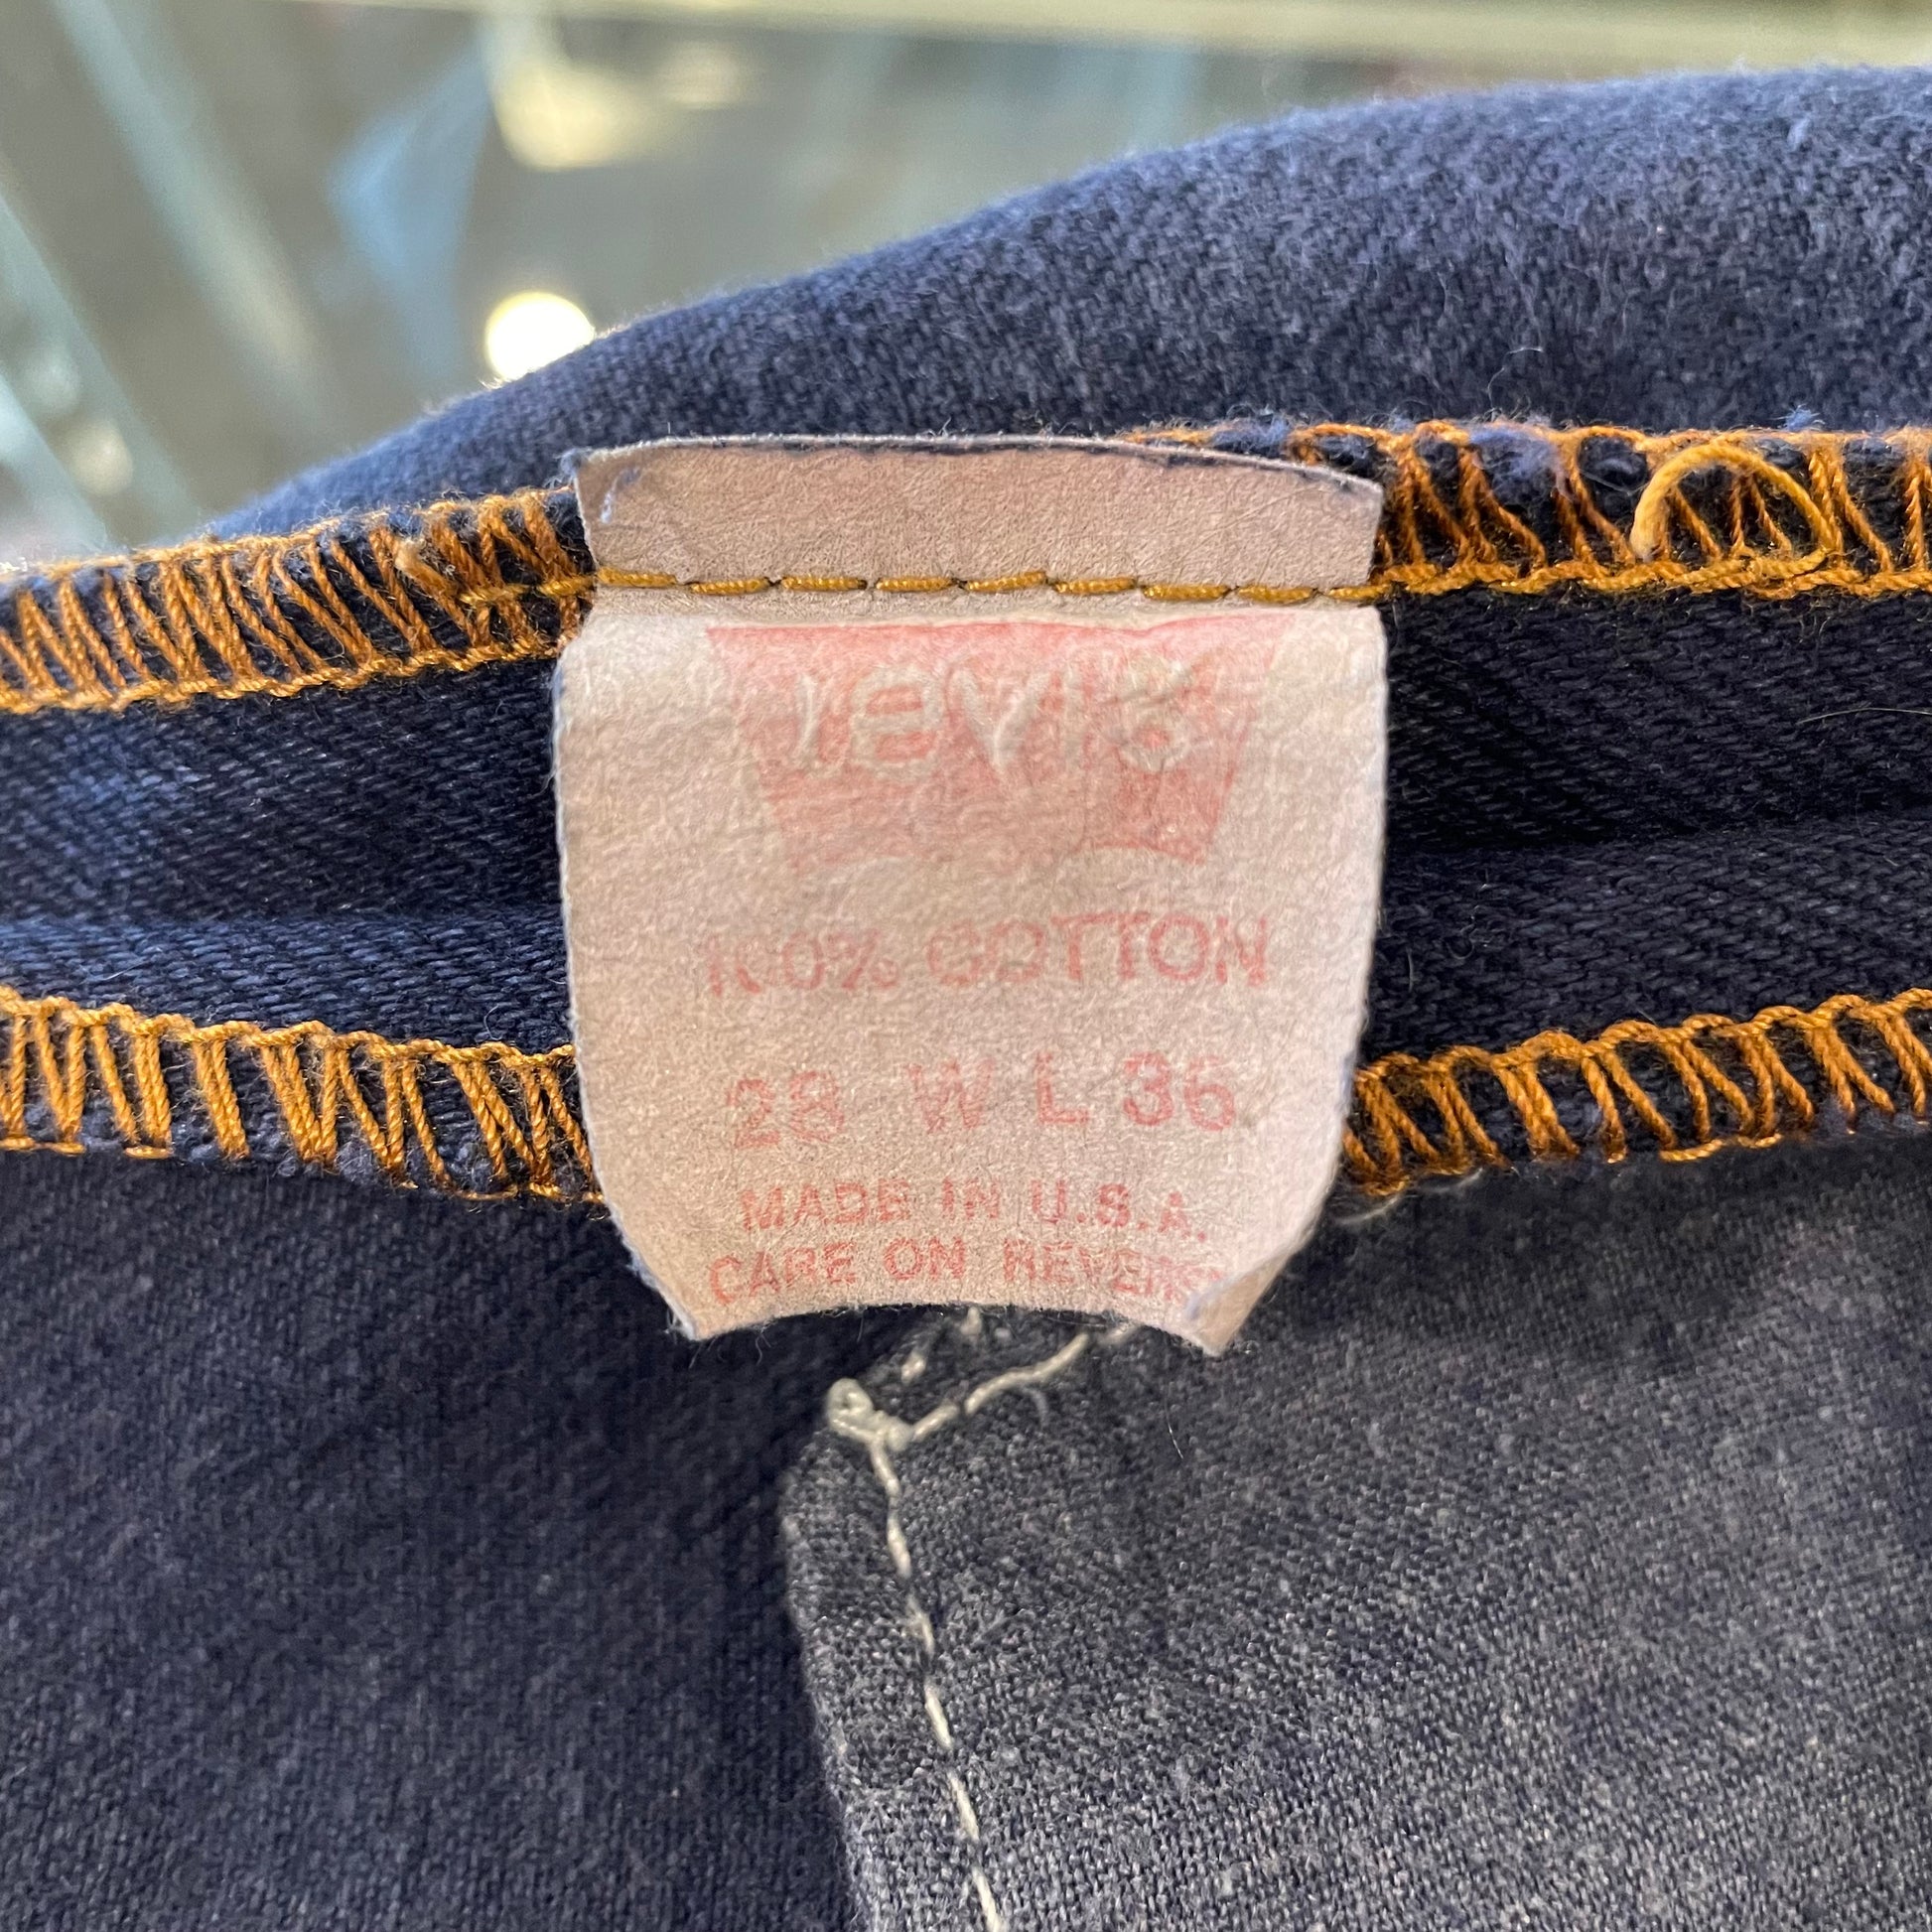 Levi's
100% COTTON
28 W L 36
MADE IN U.S.A.
CARE ON REVERSE